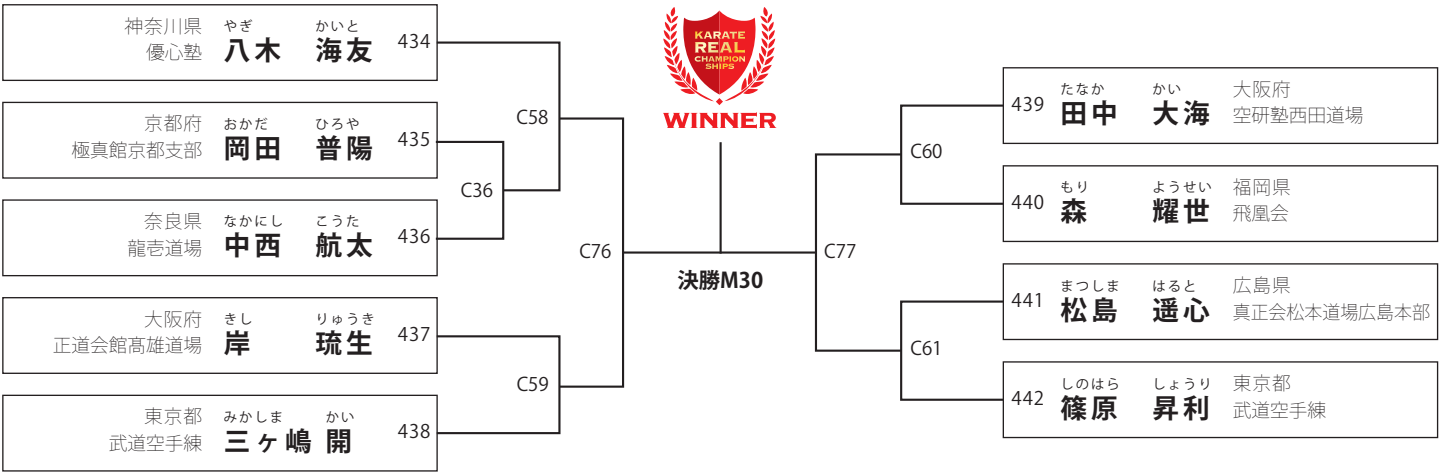 神奈川県
優心塾
やぎ かいと
八木 海友
434
京都府
極真館京都支部
おかだ ひろや
岡田 普陽
435
奈良県
龍壱道場
なかにし こうた
中西 航太
436
大阪府
正道会館髙雄道場
きし りゅうき
岸 琉生
437
東京都
武道空手練
みかしま かい
三ヶ嶋 開
438
C58
C36
C76
C59
KARATE
REAL
CHAMPION
SHIPS
WINNER
決勝M30
C60
C77
C61
439
たなか かい
田中 大海
大阪府
空研塾西田道場
440
もり ようせい
森 耀世
福岡県
飛凰会
441
まつしま はると
松島 遥心
広島県
真正会松本道場広島本部
442
しのはら しょうり
篠原 昇利
東京都
武道空手練